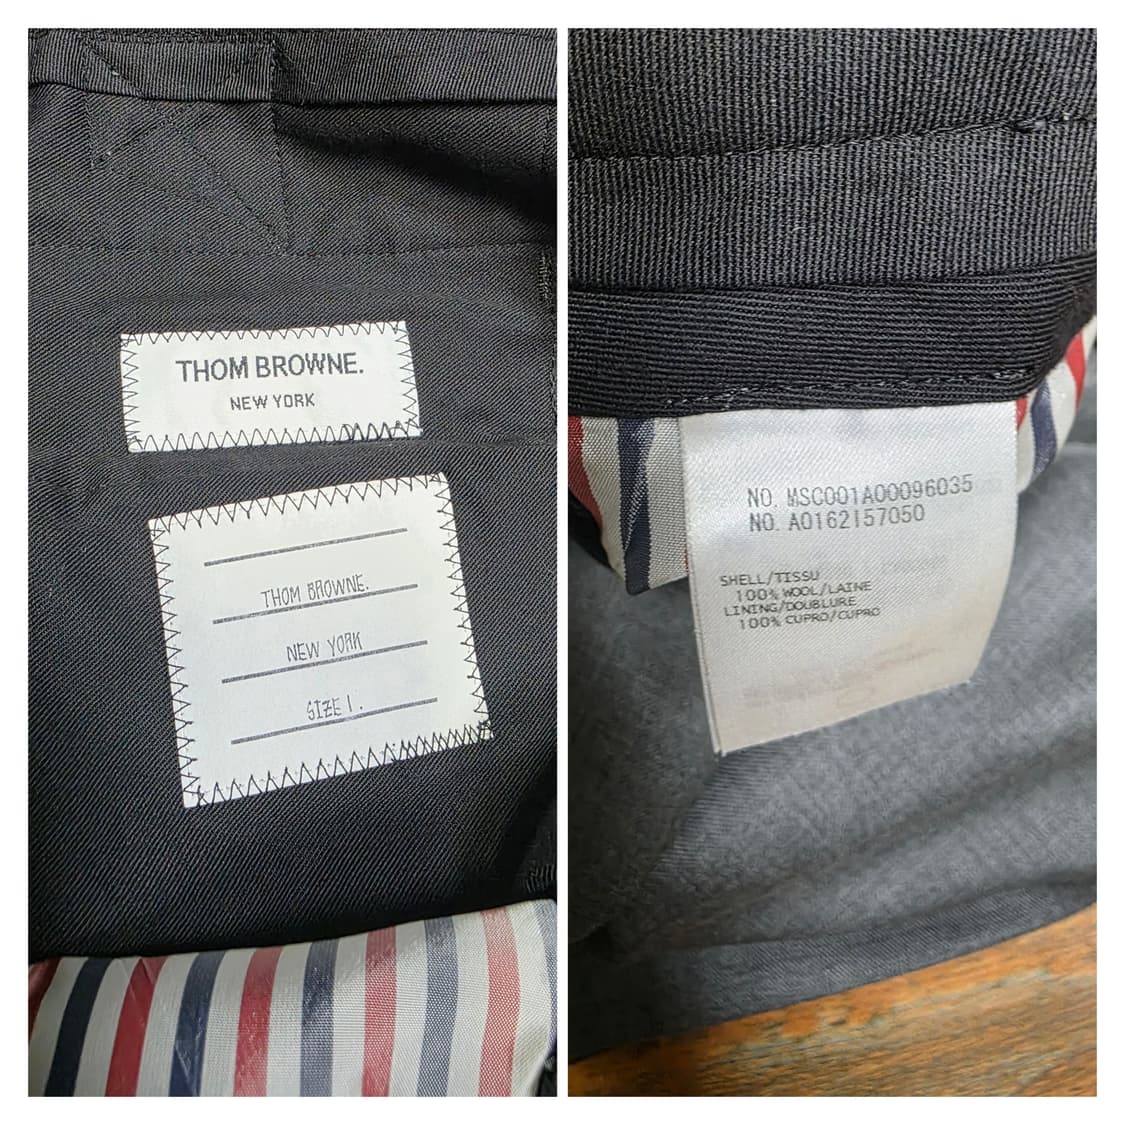 THOM BROWNE.
NEW YORK
THOM BROWNE.
NEW YORK
SIZE 1.
NO. MSC001A00096035
NO. A0162157050
SHELL/TISSU
100% WOOL/LAINE
LINING/DOUBLURE
100% CUPRO/CUPRO